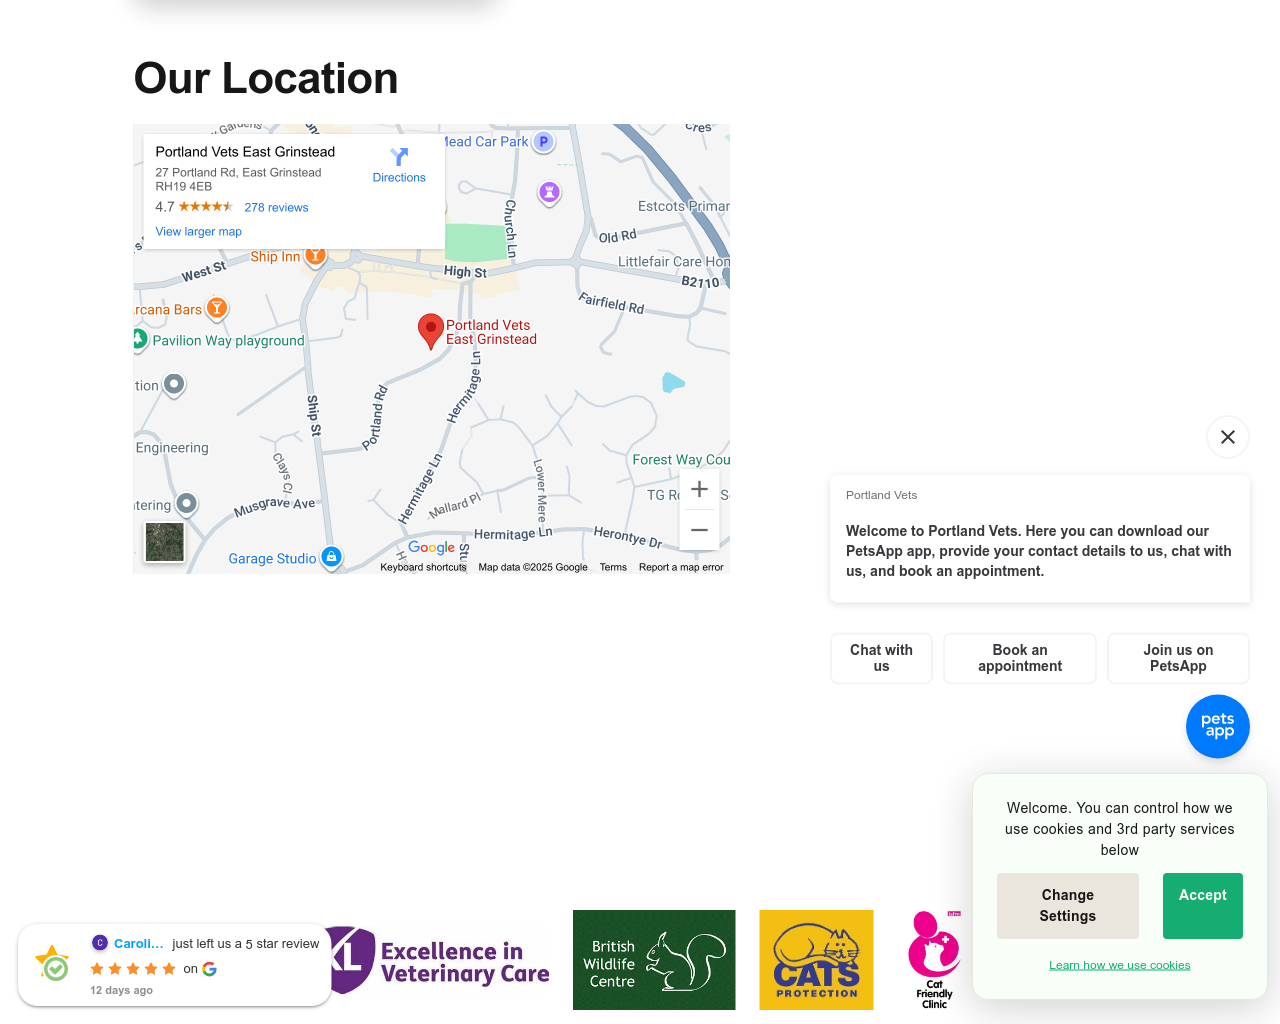 Our Location
Portland Vets East Grinstead
27 Portland Rd, East Grinstead
RH19 4EB
4.7
278 reviews
View larger map
Directions
Mead Car Park
P
Church Ln
Estcots Primar
Old Rd
Littlefair Care Hon
B2110
Ship Inn
West St
High St
Fairfield Rd
Arcana Bars
Portland Vets
East Grinstead
Pavilion Way playground
tion
Ship St
Portland Rd
Hermitage Ln
Engineering
Clays Cl
Forest Way Cou
Musgrave Ave
tering
Hermitage Ln
Mallard Pl
Lower Mere
TG Ro
Hermitage Ln
Herontye Dr
Garage Studio
Google
Keyboard shortcuts
Map data ©2025 Google
Terms
Report a map error
Portland Vets
Welcome to Portland Vets. Here you can download our
PetsApp app, provide your contact details to us, chat with
us, and book an appointment.
Chat with
us
Book an
appointment
Join us on
PetsApp
pets
app
Welcome. You can control how we
use cookies and 3rd party services
below
Change
Settings
Accept
Learn how we use cookies
C
Caroli...
just left us a 5 star review
on
12 days ago
XL
Excellence in
Veterinary Care
British
Wildlife
Centre
CATS
PROTECTION
Cat
Friendly
Clinic